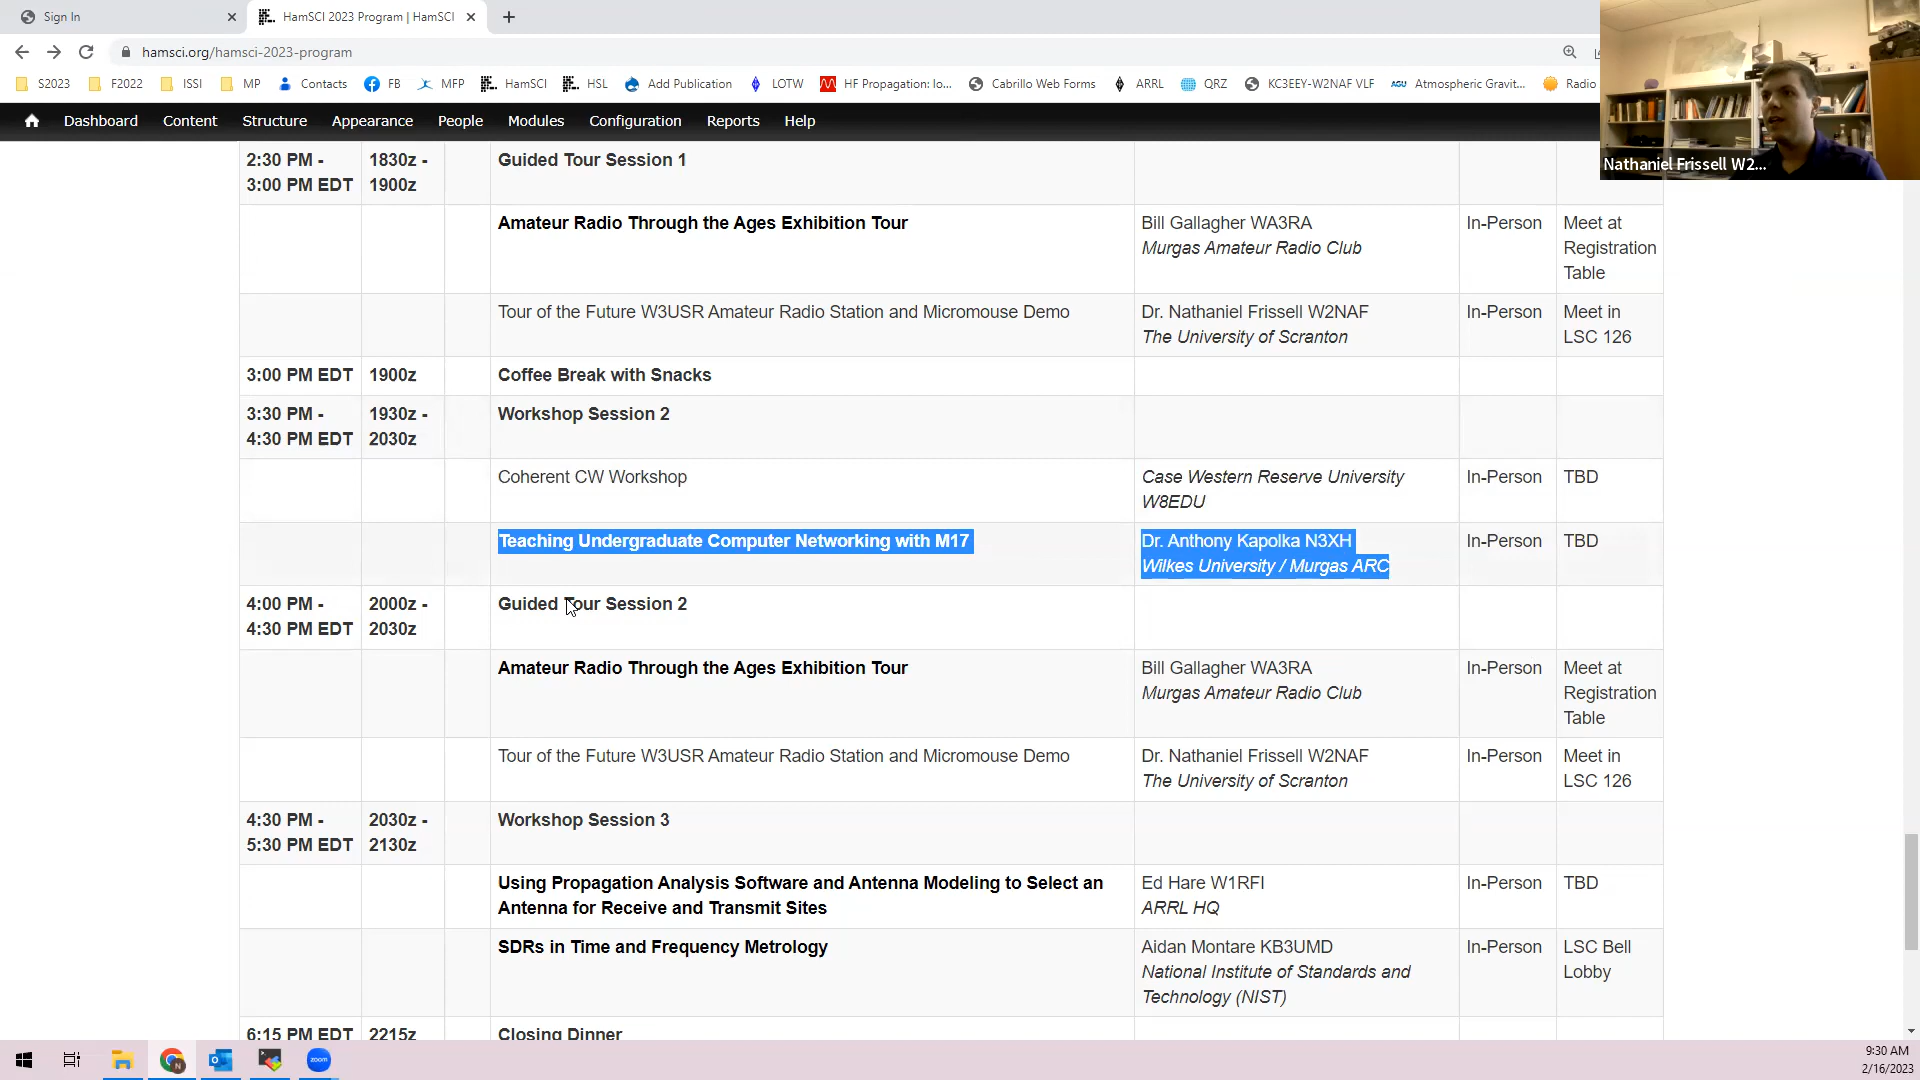 Sign In
HamSCI 2023 Program | HamSCI
hamsci.org/hamsci-2023-program
S2023
F2022
ISSI
MP
Contacts
FB
MFP
HamSCI
HSL
Add Publication
LOTW
HF Propagation: Io...
Cabrillo Web Forms
ARRL
QRZ
KC3EEY-W2NAF VLF
AGU
Atmospheric Gravit...
Radio
Dashboard
Content
Structure
Appearance
People
Modules
Configuration
Reports
Help
Nathaniel Frissell W2...
2:30 PM -
3:00 PM EDT
1830z -
1900z
Guided Tour Session 1
Amateur Radio Through the Ages Exhibition Tour
Bill Gallagher WA3RA
Murgas Amateur Radio Club
In-Person
Meet at
Registration
Table
Tour of the Future W3USR Amateur Radio Station and Micromouse Demo
Dr. Nathaniel Frissell W2NAF
The University of Scranton
In-Person
Meet in
LSC 126
3:00 PM EDT
1900z
Coffee Break with Snacks
3:30 PM -
4:30 PM EDT
1930z -
2030z
Workshop Session 2
Coherent CW Workshop
Case Western Reserve University
W8EDU
In-Person
TBD
Teaching Undergraduate Computer Networking with M17
Dr. Anthony Kapolka N3XH
Wilkes University / Murgas ARC
In-Person
TBD
4:00 PM -
4:30 PM EDT
2000z -
2030z
Guided Tour Session 2
Amateur Radio Through the Ages Exhibition Tour
Bill Gallagher WA3RA
Murgas Amateur Radio Club
In-Person
Meet at
Registration
Table
Tour of the Future W3USR Amateur Radio Station and Micromouse Demo
Dr. Nathaniel Frissell W2NAF
The University of Scranton
In-Person
Meet in
LSC 126
4:30 PM -
5:30 PM EDT
2030z -
2130z
Workshop Session 3
Using Propagation Analysis Software and Antenna Modeling to Select an
Antenna for Receive and Transmit Sites
Ed Hare W1RFI
ARRL HQ
In-Person
TBD
SDRs in Time and Frequency Metrology
Aidan Montare KB3UMD
National Institute of Standards and
Technology (NIST)
In-Person
LSC Bell
Lobby
6:15 PM EDT
2215z
Closing Dinner
zoom
9:30 AM
2/16/2023